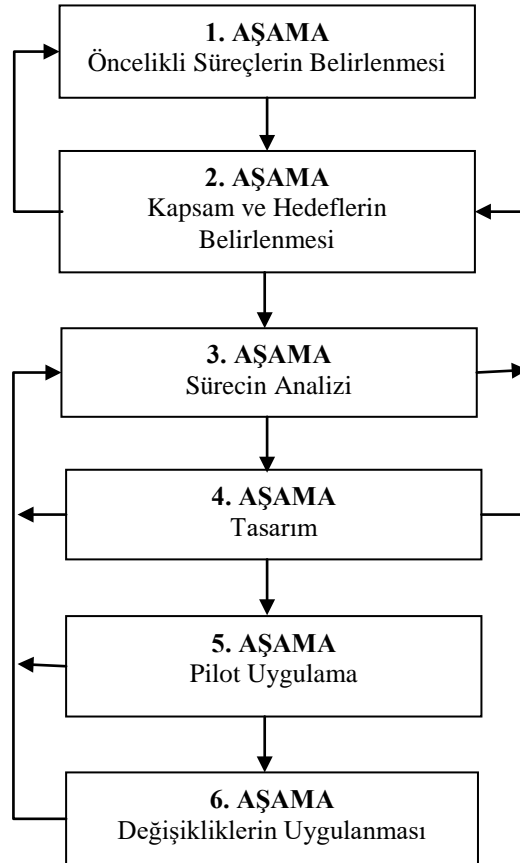 1. AŞAMA
Öncelikli Süreçlerin Belirlenmesi
2. AŞAMA
Kapsam ve Hedeflerin
Belirlenmesi
3. AŞAMA
Sürecin Analizi
4. AŞAMA
Tasarım
5. AŞAMA
Pilot Uygulama
6. AŞAMA
Değişikliklerin Uygulanması